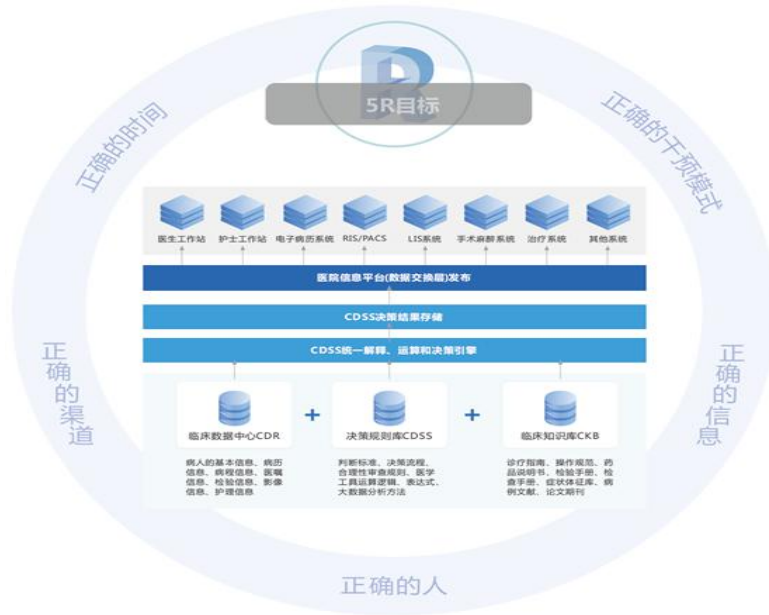 R
5R目标
正确的时间
正确的干预模式
医生工作站 护士工作站 电子病历系统 RIS/PACS LIS系统 手术麻醉系统 治疗系统 其他系统
医院信息平台(数据交换层)发布
CDSS决策结果存储
CDSS统一解释、运算和决策引擎
正确的渠道
正确的信息
临床数据中心CDR + 决策规则库CDSS + 临床知识库CKB
病人的基本信息、病历
信息、病程信息、医嘱
信息、检验信息、影像
信息、护理信息
判断标准、决策流程、
合理性审查规则、医学
工具运算逻辑、表达式、
大数据分析方法
诊疗指南、操作规范、药
品说明书、检验手册、检
查手册、症状体征库、病
例文献、论文期刊
正确的人